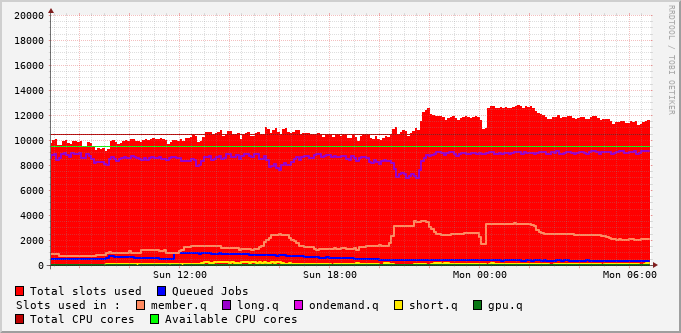 20000
18000
16000
14000
12000
10000
8000
6000
4000
2000
0
Sun 12:00 Sun 18:00 Mon 00:00 Mon 06:00
Total slots used Queued Jobs
Slots used in : member.q long.q ondemand.q short.q gpu.q
Total CPU cores Available CPU cores
RRDTOOL / TOBI OETIKER